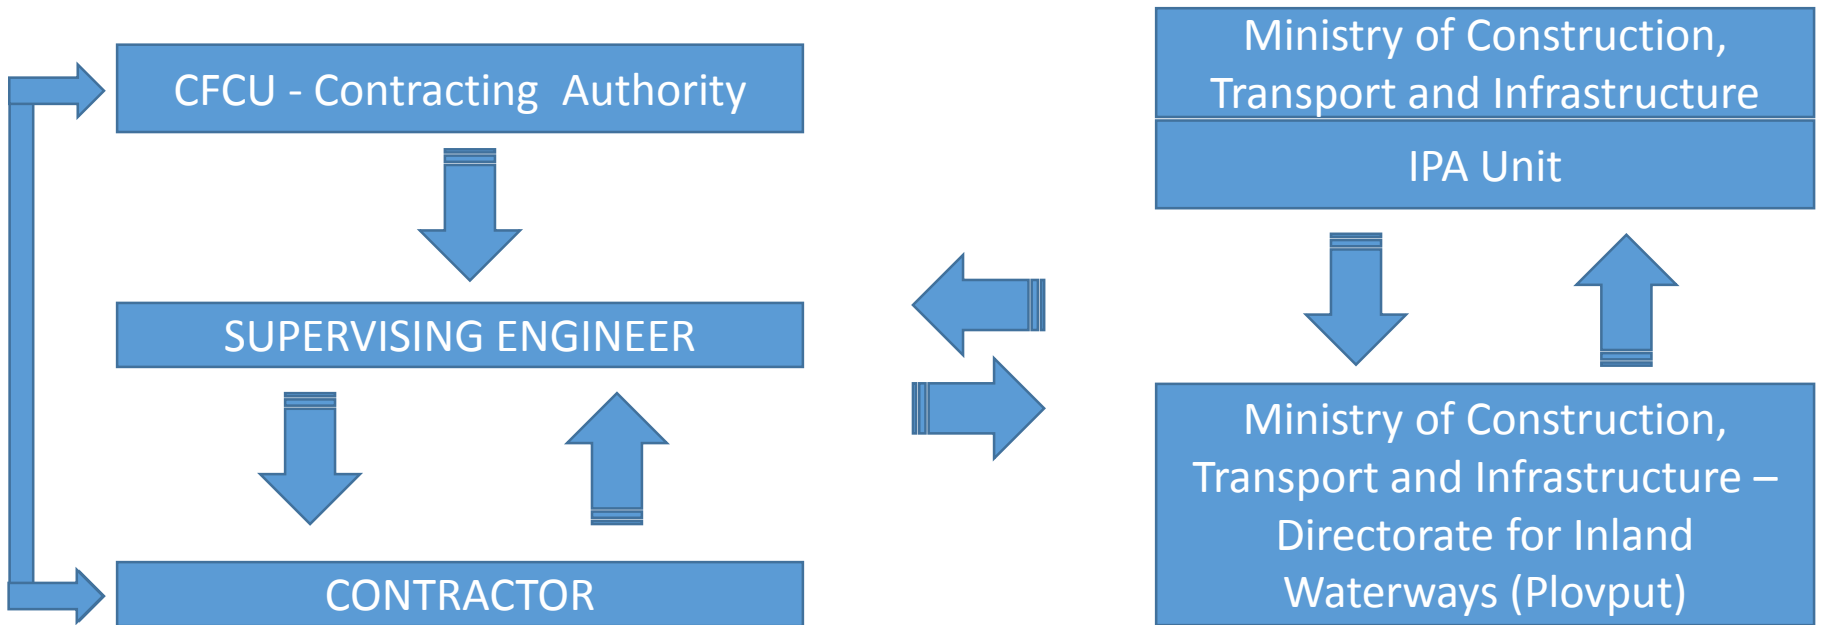 CFCU - Contracting  Authority
SUPERVISING ENGINEER
CONTRACTOR
Ministry of Construction,
Transport and Infrastructure
IPA Unit
Ministry of Construction,
Transport and Infrastructure –
Directorate for Inland
Waterways (Plovput)